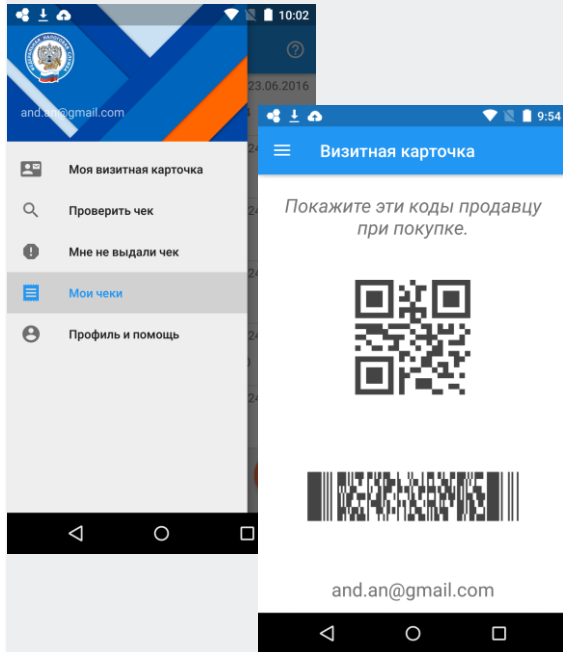 10:02
23.06.2016
and.an@gmail.com
Моя визитная карточка
Проверить чек
Мне не выдали чек
Мои чеки
Профиль и помощь
9:54
Визитная карточка
Покажите эти коды продавцу
при покупке.
and.an@gmail.com